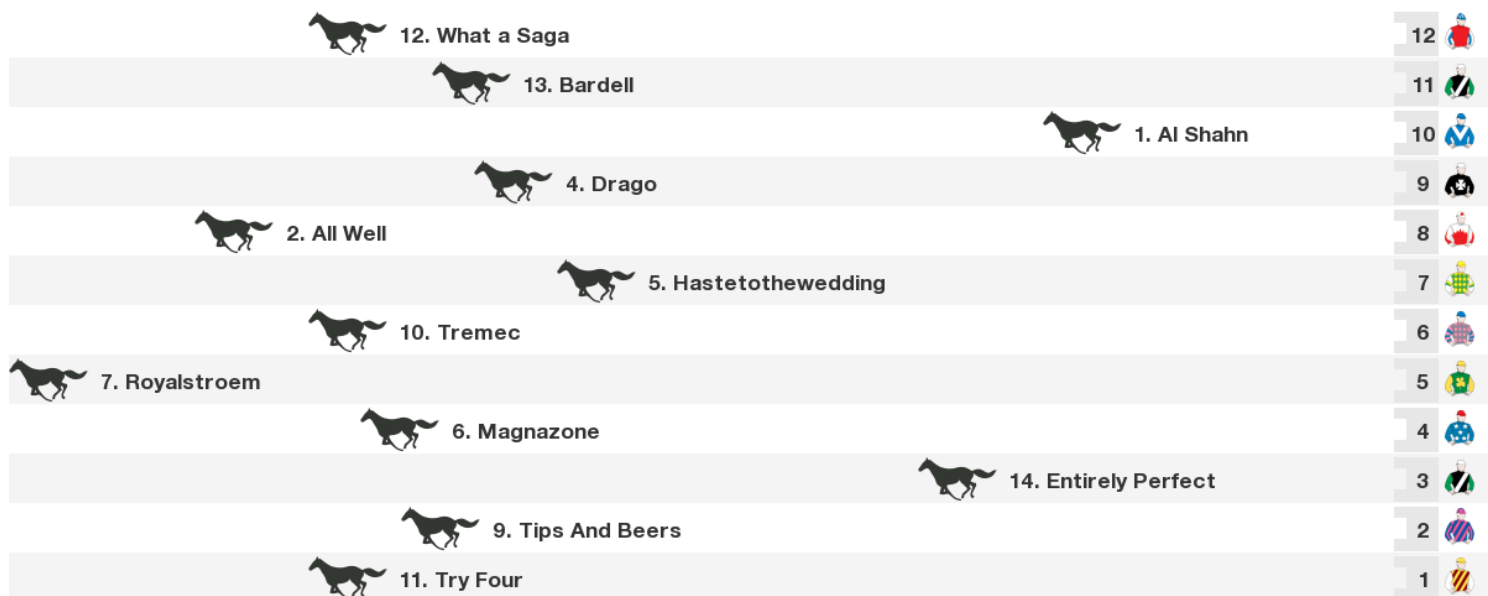 12. What a Saga 12
13. Bardell 11
1. Al Shahn 10
4. Drago 9
2. All Well 8
5. Hastetothewedding 7
10. Tremec 6
7. Royalstroem 5
6. Magnazone 4
14. Entirely Perfect 3
9. Tips And Beers 2
11. Try Four 1